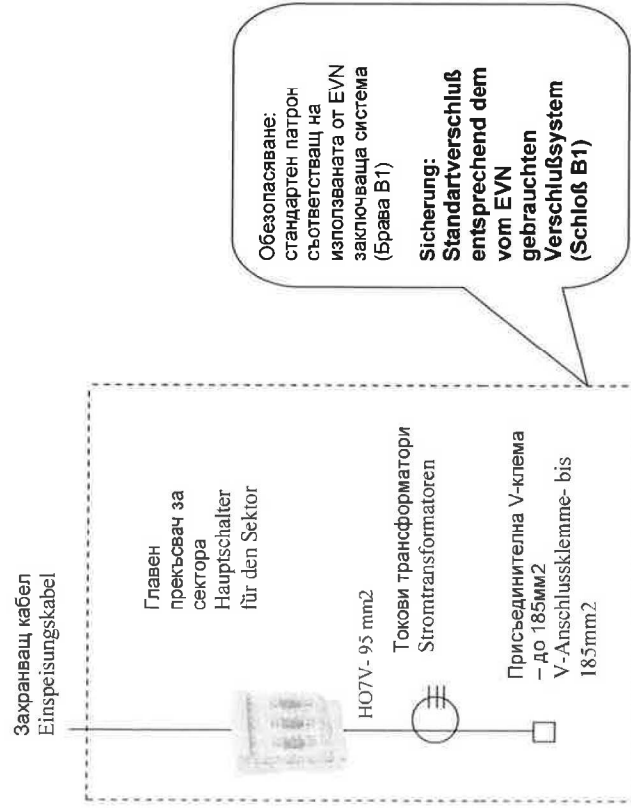 Захранващ кабел
Einspeisungskabel
Главен
прекъсвач за
сектора
Hauptschalter
für den Sektor
HO7V- 95 mm2
Токови трансформатори
Stromtransformatoren
Присъединителна V-клема
– до 185мм2
V-Anschlussklemme- bis
185mm2
Обезопасяване:
стандартен патрон
съответстващ на
използваната от EVN
заключваща система
(Брава B1)
Sicherung:
Standartverschluß
entsprechend dem
vom EVN
gebrauchten
Verschlußsystem
(Schloß B1)